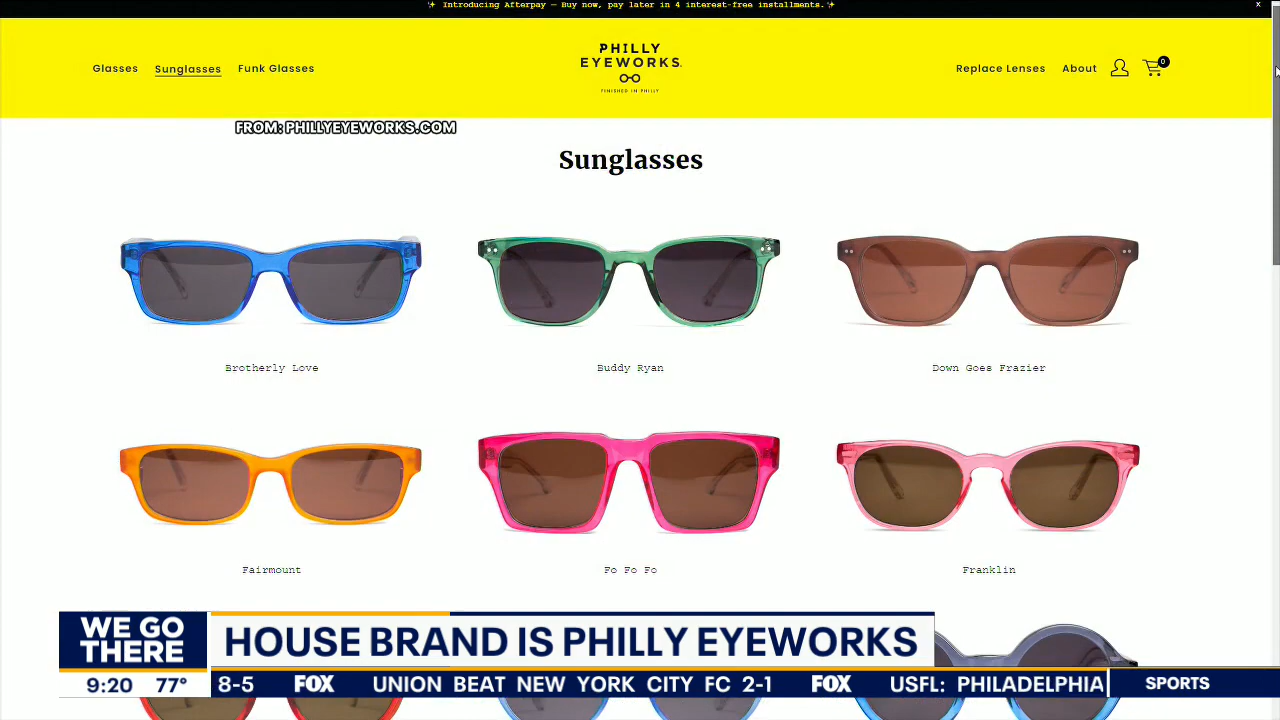 ✨ Introducing Afterpay — Buy now, pay later in 4 interest-free installments.✨ x
Glasses Sunglasses Funk Glasses
PHILLY
EYEWORKS.
FINISHED IN PHILLY
Replace Lenses About 0
FROM: PHILLYEYEWORKS.COM
Sunglasses
Brotherly Love Buddy Ryan Down Goes Frazier
Fairmount Fo Fo Fo Franklin
WE GO
THERE
HOUSE BRAND IS PHILLY EYEWORKS
9:20 77° 8-5 FOX UNION BEAT NEW YORK CITY FC 2-1 FOX USFL: PHILADELPHIA SPORTS